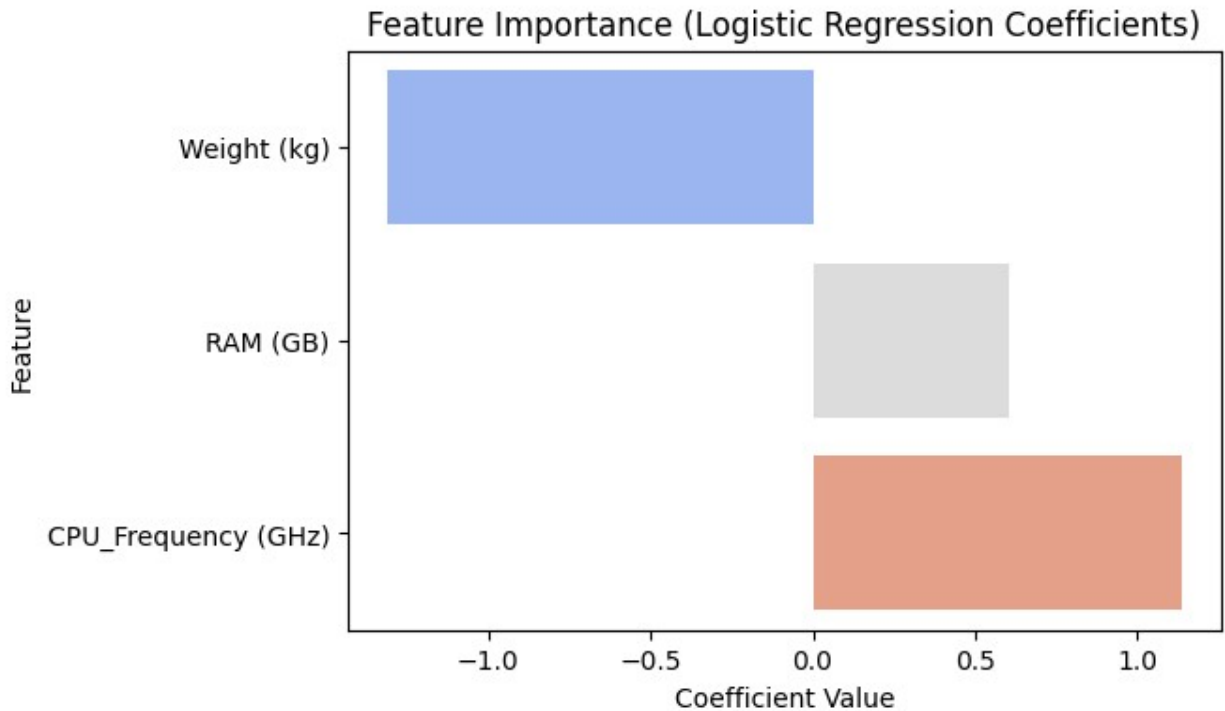 Feature Importance (Logistic Regression Coefficients)
Feature
Weight (kg)
RAM (GB)
CPU_Frequency (GHz)
−1.0 −0.5 0.0 0.5 1.0
Coefficient Value